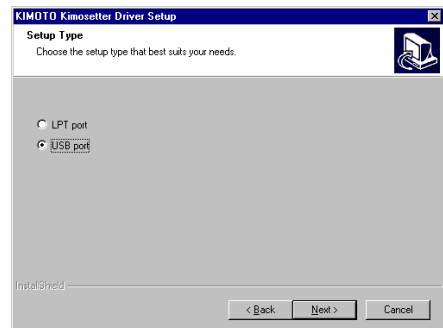 KIMOTO Kimosetter Driver Setup
Setup Type
Choose the setup type that best suits your needs.
LPT port
USB port
InstallShield
< Back Next > Cancel